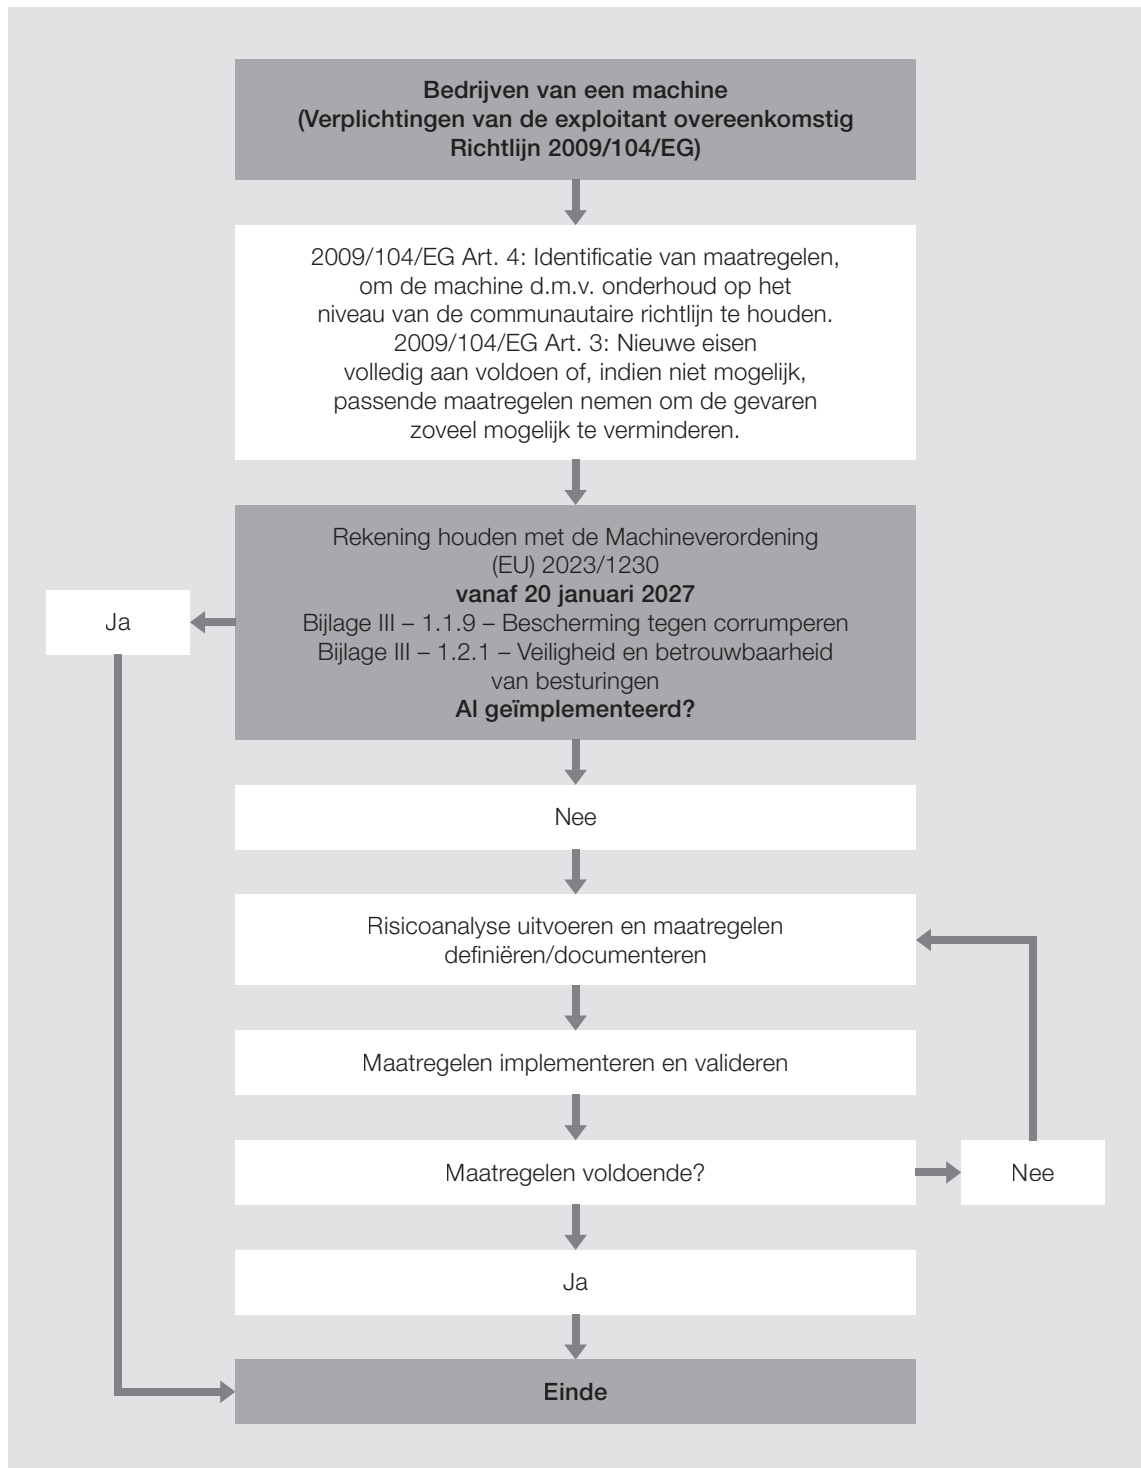 Bedrijven van een machine
(Verplichtingen van de exploitant overeenkomstig
Richtlijn 2009/104/EG)
2009/104/EG Art. 4: Identificatie van maatregelen,
om de machine d.m.v. onderhoud op het
niveau van de communautaire richtlijn te houden.
2009/104/EG Art. 3: Nieuwe eisen
volledig aan voldoen of, indien niet mogelijk,
passende maatregelen nemen om de gevaren
zoveel mogelijk te verminderen.
Rekening houden met de Machineverordening
(EU) 2023/1230
vanaf 20 januari 2027
Bijlage III – 1.1.9 – Bescherming tegen corrumperen
Bijlage III – 1.2.1 – Veiligheid en betrouwbaarheid
van besturingen
Al geïmplementeerd?
Ja
Nee
Risicoanalyse uitvoeren en maatregelen
definiëren/documenteren
Maatregelen implementeren en valideren
Maatregelen voldoende?
Nee
Ja
Einde